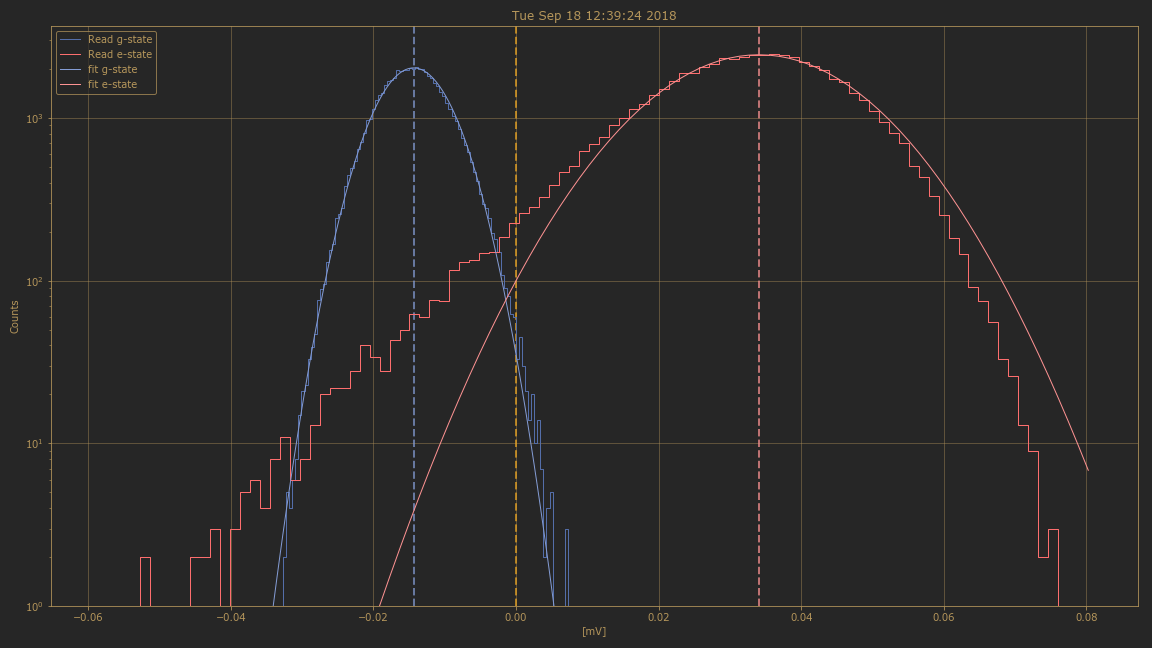 Tue Sep 18 12:39:24 2018
Read g-state
Read e-state
fit g-state
fit e-state
10³
10²
10¹
10⁰
Counts
−0.06 −0.04 −0.02 0.00 0.02 0.04 0.06 0.08
[mV]